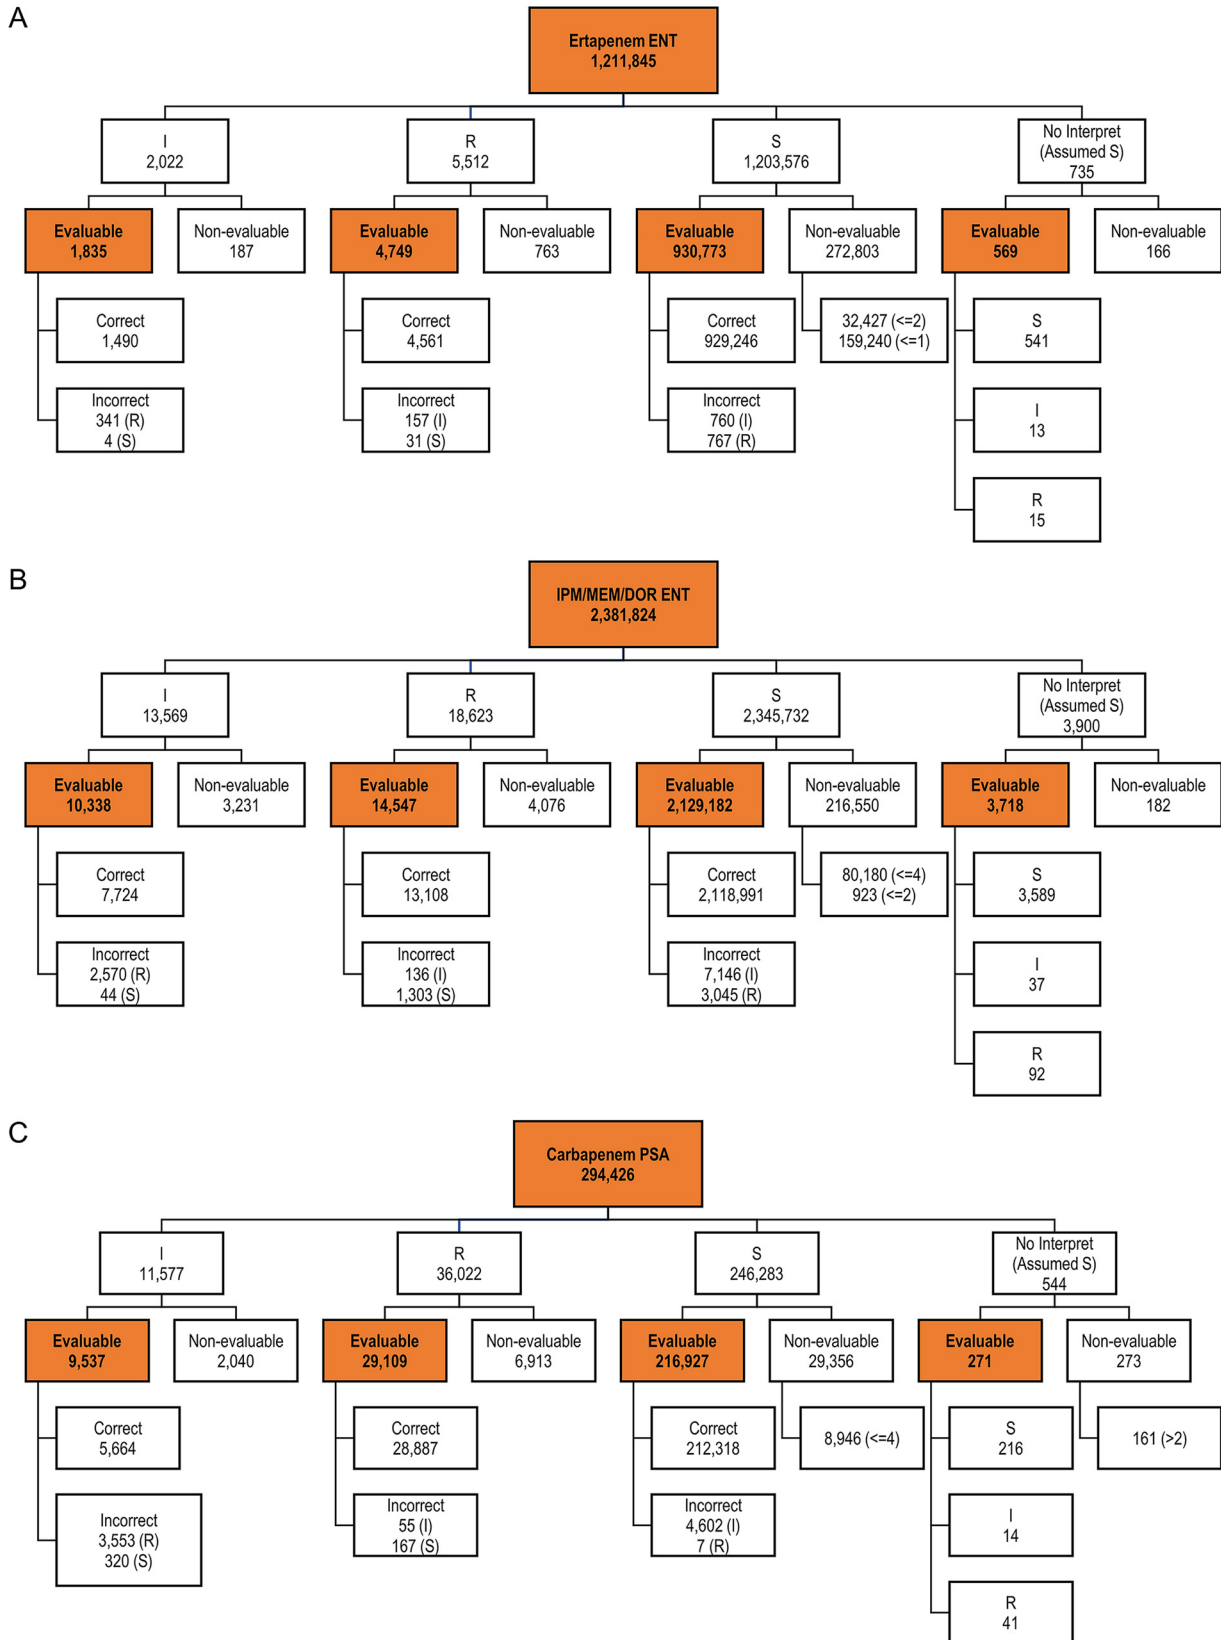 A
Ertapenem ENT
1,211,845
I
2,022
R
5,512
S
1,203,576
No Interpret
(Assumed S)
735
Evaluable
1,835
Non-evaluable
187
Evaluable
4,749
Non-evaluable
763
Evaluable
930,773
Non-evaluable
272,803
Evaluable
569
Non-evaluable
166
Correct
1,490
Correct
4,561
Correct
929,246
32,427 (<=2)
159,240 (<=1)
S
541
Incorrect
341 (R)
4 (S)
Incorrect
157 (I)
31 (S)
Incorrect
760 (I)
767 (R)
I
13
R
15
B
IPM/MEM/DOR ENT
2,381,824
I
13,569
R
18,623
S
2,345,732
No Interpret
(Assumed S)
3,900
Evaluable
10,338
Non-evaluable
3,231
Evaluable
14,547
Non-evaluable
4,076
Evaluable
2,129,182
Non-evaluable
216,550
Evaluable
3,718
Non-evaluable
182
Correct
7,724
Correct
13,108
Correct
2,118,991
80,180 (<=4)
923 (<=2)
S
3,589
Incorrect
2,570 (R)
44 (S)
Incorrect
136 (I)
1,303 (S)
Incorrect
7,146 (I)
3,045 (R)
I
37
R
92
C
Carbapenem PSA
294,426
I
11,577
R
36,022
S
246,283
No Interpret
(Assumed S)
544
Evaluable
9,537
Non-evaluable
2,040
Evaluable
29,109
Non-evaluable
6,913
Evaluable
216,927
Non-evaluable
29,356
Evaluable
271
Non-evaluable
273
Correct
5,664
Correct
28,887
Correct
212,318
8,946 (<=4)
S
216
161 (>2)
Incorrect
3,553 (R)
320 (S)
Incorrect
55 (I)
167 (S)
Incorrect
4,602 (I)
7 (R)
I
14
R
41